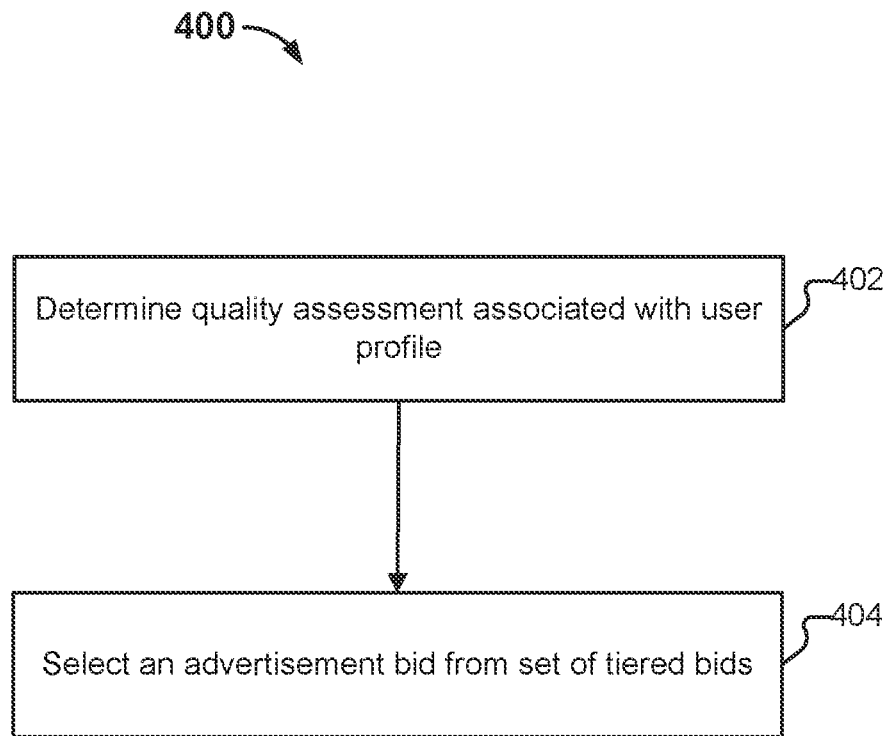 400
Determine quality assessment associated with user
profile
402
Select an advertisement bid from set of tiered bids
404